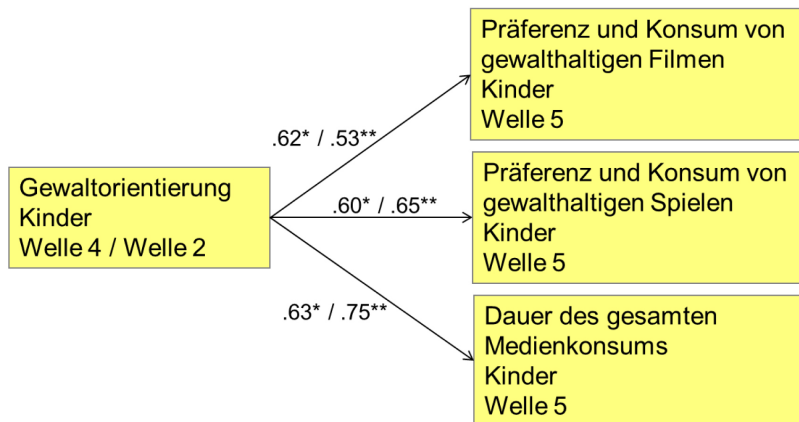 Präferenz und Konsum von
gewalthaltigen Filmen
Kinder
Welle 5
.62* / .53**
Gewaltorientierung
Kinder
Welle 4 / Welle 2
.60* / .65**
Präferenz und Konsum von
gewalthaltigen Spielen
Kinder
Welle 5
.63* / .75**
Dauer des gesamten
Medienkonsums
Kinder
Welle 5